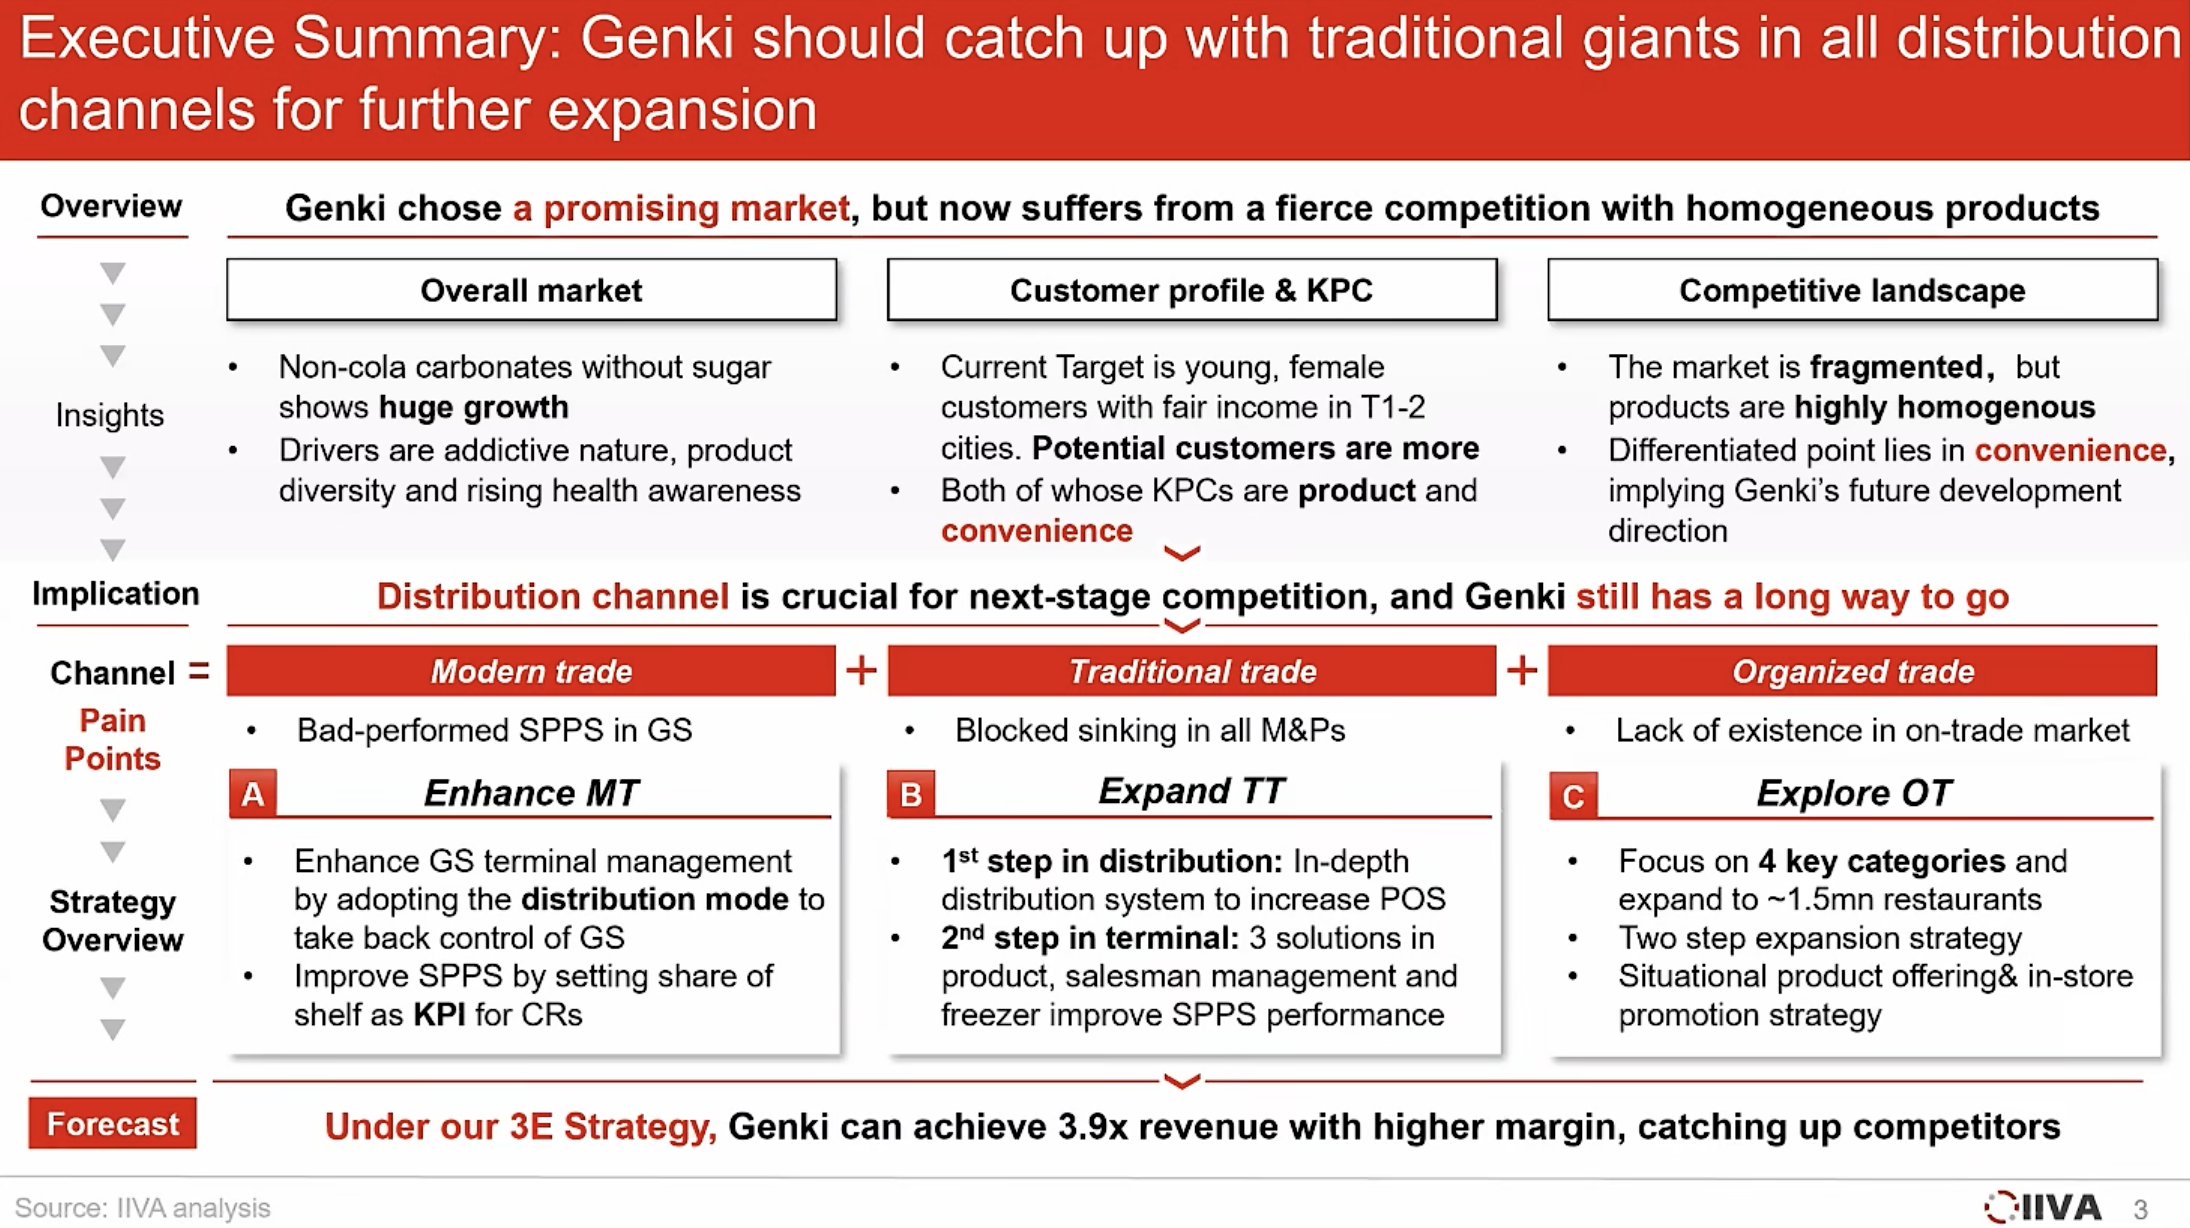 Executive Summary: Genki should catch up with traditional giants in all distribution
channels for further expansion
Overview
Genki chose a promising market, but now suffers from a fierce competition with homogeneous products
Insights
Overall market
• Non-cola carbonates without sugar
shows huge growth
• Drivers are addictive nature, product
diversity and rising health awareness
Customer profile & KPC
• Current Target is young, female
customers with fair income in T1-2
cities. Potential customers are more
• Both of whose KPCs are product and
convenience
Competitive landscape
• The market is fragmented，but
products are highly homogenous
• Differentiated point lies in convenience,
implying Genki’s future development
direction
Implication
Distribution channel is crucial for next-stage competition, and Genki still has a long way to go
Channel = Modern trade + Traditional trade + Organized trade
Pain
Points
• Bad-performed SPPS in GS
• Blocked sinking in all M&Ps
• Lack of existence in on-trade market
Strategy
Overview
A Enhance MT
• Enhance GS terminal management
by adopting the distribution mode to
take back control of GS
• Improve SPPS by setting share of
shelf as KPI for CRs
B Expand TT
• 1st step in distribution: In-depth
distribution system to increase POS
• 2nd step in terminal: 3 solutions in
product, salesman management and
freezer improve SPPS performance
C Explore OT
• Focus on 4 key categories and
expand to ~1.5mn restaurants
• Two step expansion strategy
• Situational product offering& in-store
promotion strategy
Forecast
Under our 3E Strategy, Genki can achieve 3.9x revenue with higher margin, catching up competitors
Source: IIVA analysis
IIVA 3